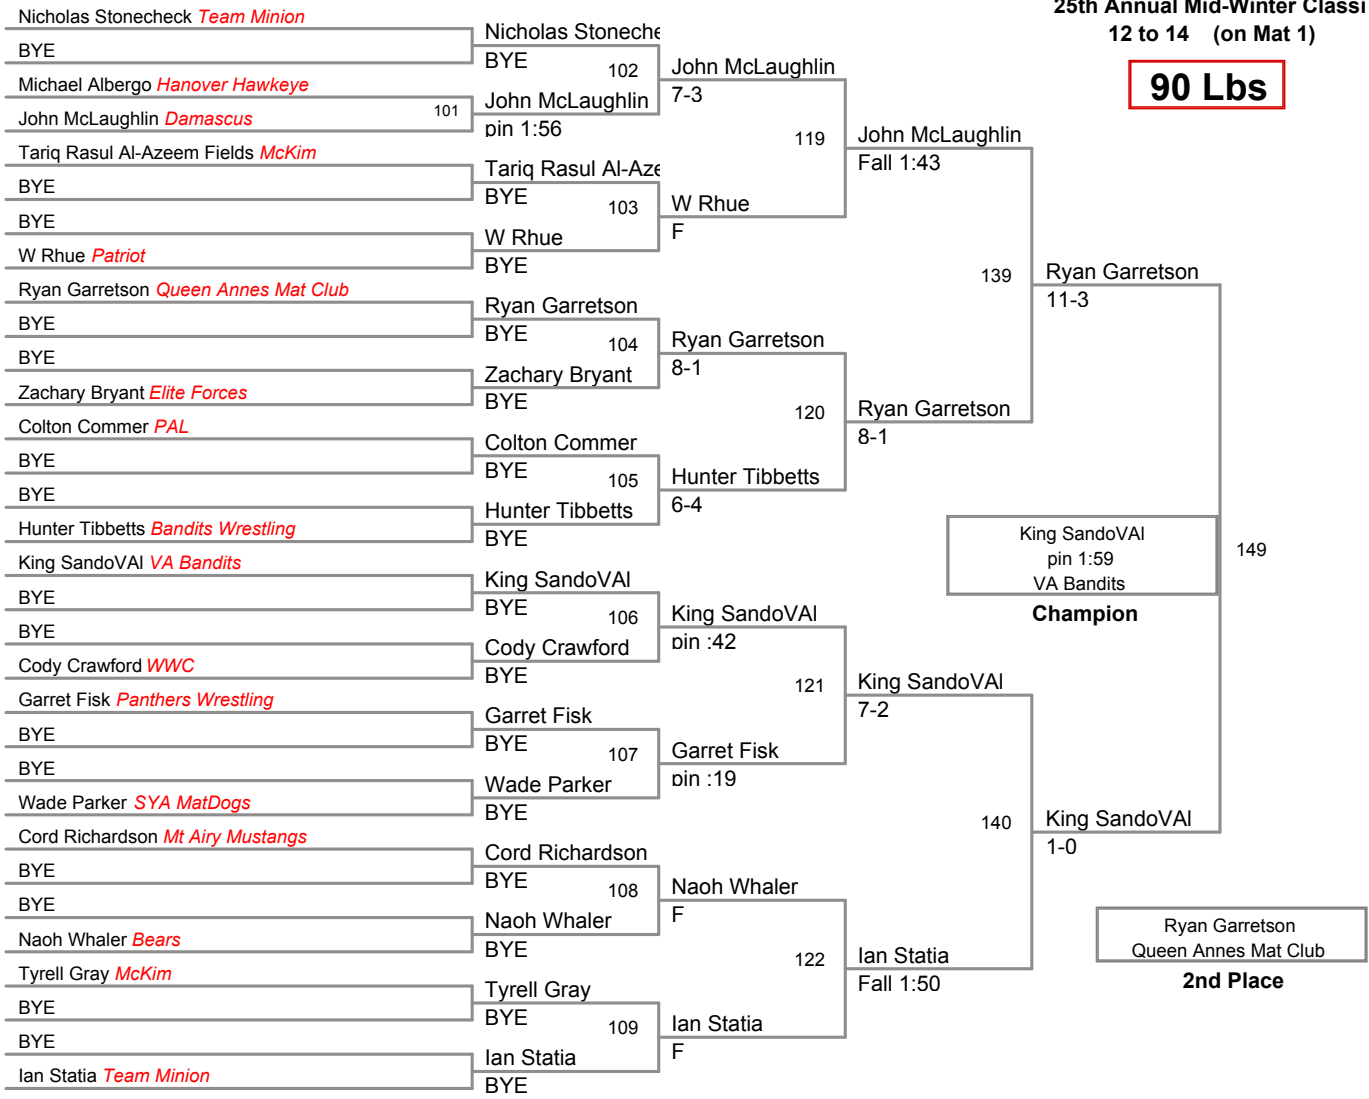 25th Annual Mid-Winter Classi
12 to 14 (on Mat 1)
90 Lbs
Nicholas Stonecheck Team Minion
BYE
Michael Albergo Hanover Hawkeye
John McLaughlin Damascus
Tariq Rasul Al-Azeem Fields McKim
BYE
BYE
W Rhue Patriot
Ryan Garretson Queen Annes Mat Club
BYE
BYE
Zachary Bryant Elite Forces
Colton Commer PAL
BYE
BYE
Hunter Tibbetts Bandits Wrestling
King SandoVAl VA Bandits
BYE
BYE
Cody Crawford WWC
Garret Fisk Panthers Wrestling
BYE
BYE
Wade Parker SYA MatDogs
Cord Richardson Mt Airy Mustangs
BYE
BYE
Naoh Whaler Bears
Tyrell Gray McKim
BYE
BYE
Ian Statia Team Minion
101
Nicholas Stoneche
BYE
102
John McLaughlin
pin 1:56
Tariq Rasul Al-Aze
BYE
103
W Rhue
BYE
Ryan Garretson
BYE
104
Zachary Bryant
BYE
Colton Commer
BYE
105
Hunter Tibbetts
BYE
King SandoVAl
BYE
106
Cody Crawford
BYE
Garret Fisk
BYE
107
Wade Parker
BYE
Cord Richardson
BYE
108
Naoh Whaler
BYE
Tyrell Gray
BYE
109
Ian Statia
BYE
John McLaughlin
7-3
119
W Rhue
F
Ryan Garretson
8-1
120
Hunter Tibbetts
6-4
King SandoVAl
pin :42
121
Garret Fisk
pin :19
Naoh Whaler
F
122
Ian Statia
F
John McLaughlin
Fall 1:43
139
Ryan Garretson
8-1
King SandoVAl
7-2
140
Ian Statia
Fall 1:50
Ryan Garretson
11-3
149
King SandoVAl
1-0
King SandoVAl
pin 1:59
VA Bandits
Champion
Ryan Garretson
Queen Annes Mat Club
2nd Place